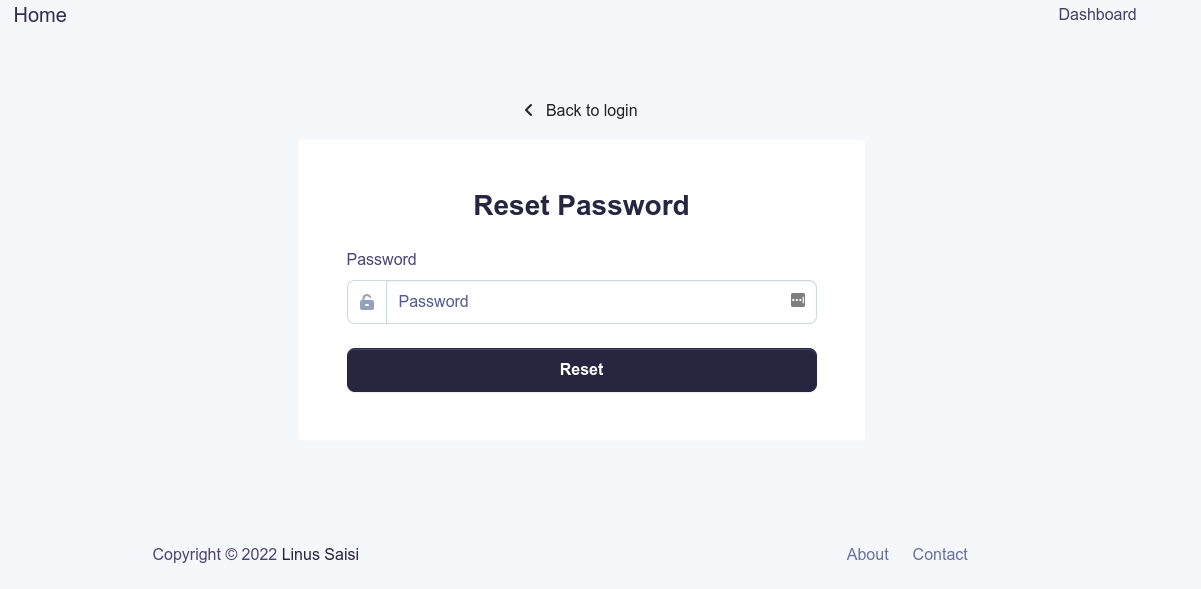 Home Dashboard
Back to login
Reset Password
Password
Password
Reset
Copyright © 2022 Linus Saisi About Contact